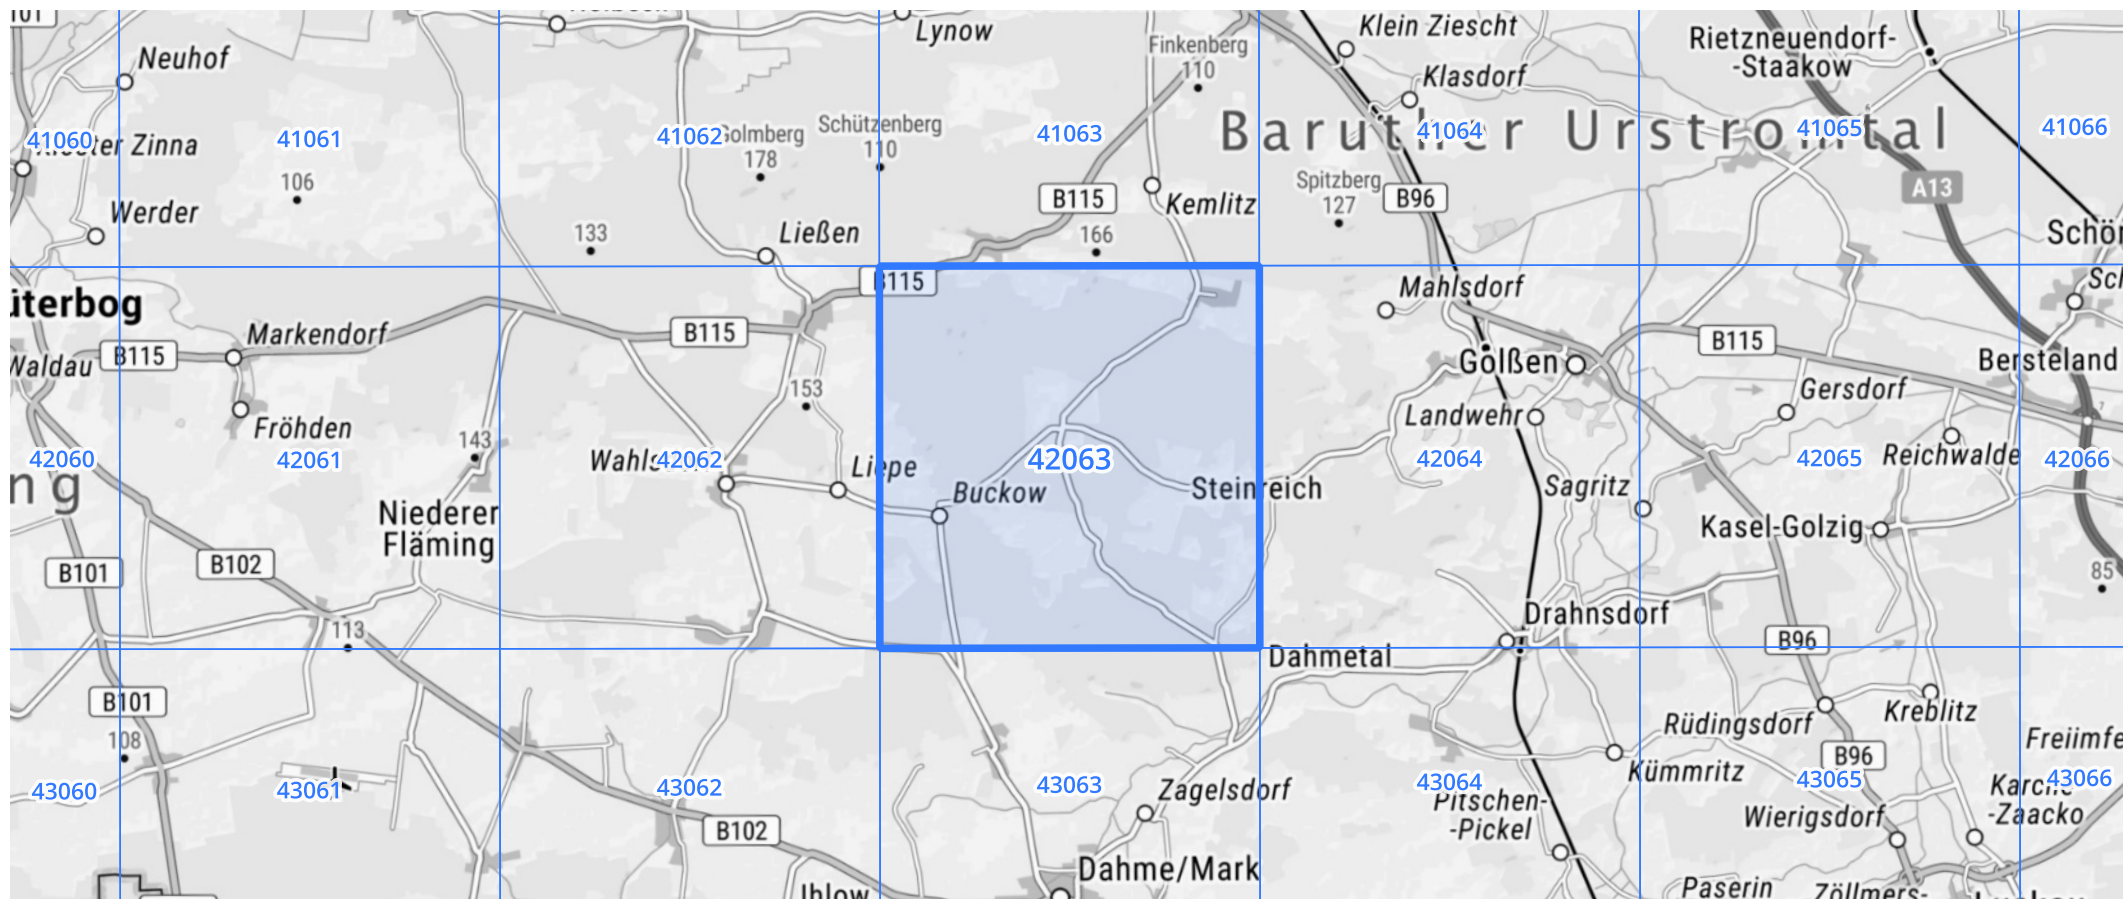 Neuhof
Lynow
Finkenberg
110
Klein Ziescht
Klasdorf
Rietzneuendorf-
-Staakow
41060
Zinna
41061
41062
Golmberg
178
Schützenberg
110
41063
Baruther Urstromtal
41064
41065
41066
106
Werder
133
Ließen
B115
Kemlitz
166
Spitzberg
127
B96
A13
B115
Mahlsdorf
Markendorf
B115
B115
B115
Golßen
Bersteland
Fröhden
153
Landwehr
Gersdorf
143
42060
42061
42062
Liepe
42063
42064
42065
Reichwalde
42066
Buckow
Steinreich
Sagritz
Niederer
Fläming
Kasel-Golzig
B101
B102
85
113
Drahnsdorf
B96
Dahmetal
B101
108
Rüdingsdorf
Kreblitz
B96
43060
43061
43062
43063
Zagelsdorf
43064
Kümmritz
43065
43066
Pitschen-
-Pickel
Wierigsdorf
-Zaacko
B102
Dahme/Mark
Ihlow
Paserin
Zöllmers-